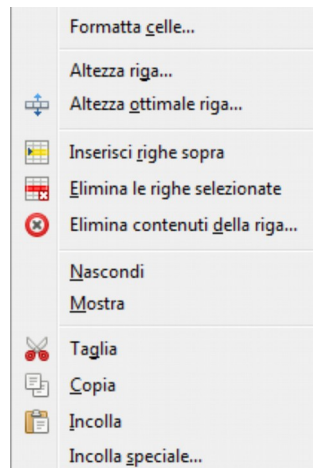 Formatta celle...
Altezza riga...
Altezza ottimale riga...
Inserisci righe sopra
Elimina le righe selezionate
Elimina contenuti della riga...
Nascondi
Mostra
Taglia
Copia
Incolla
Incolla speciale...